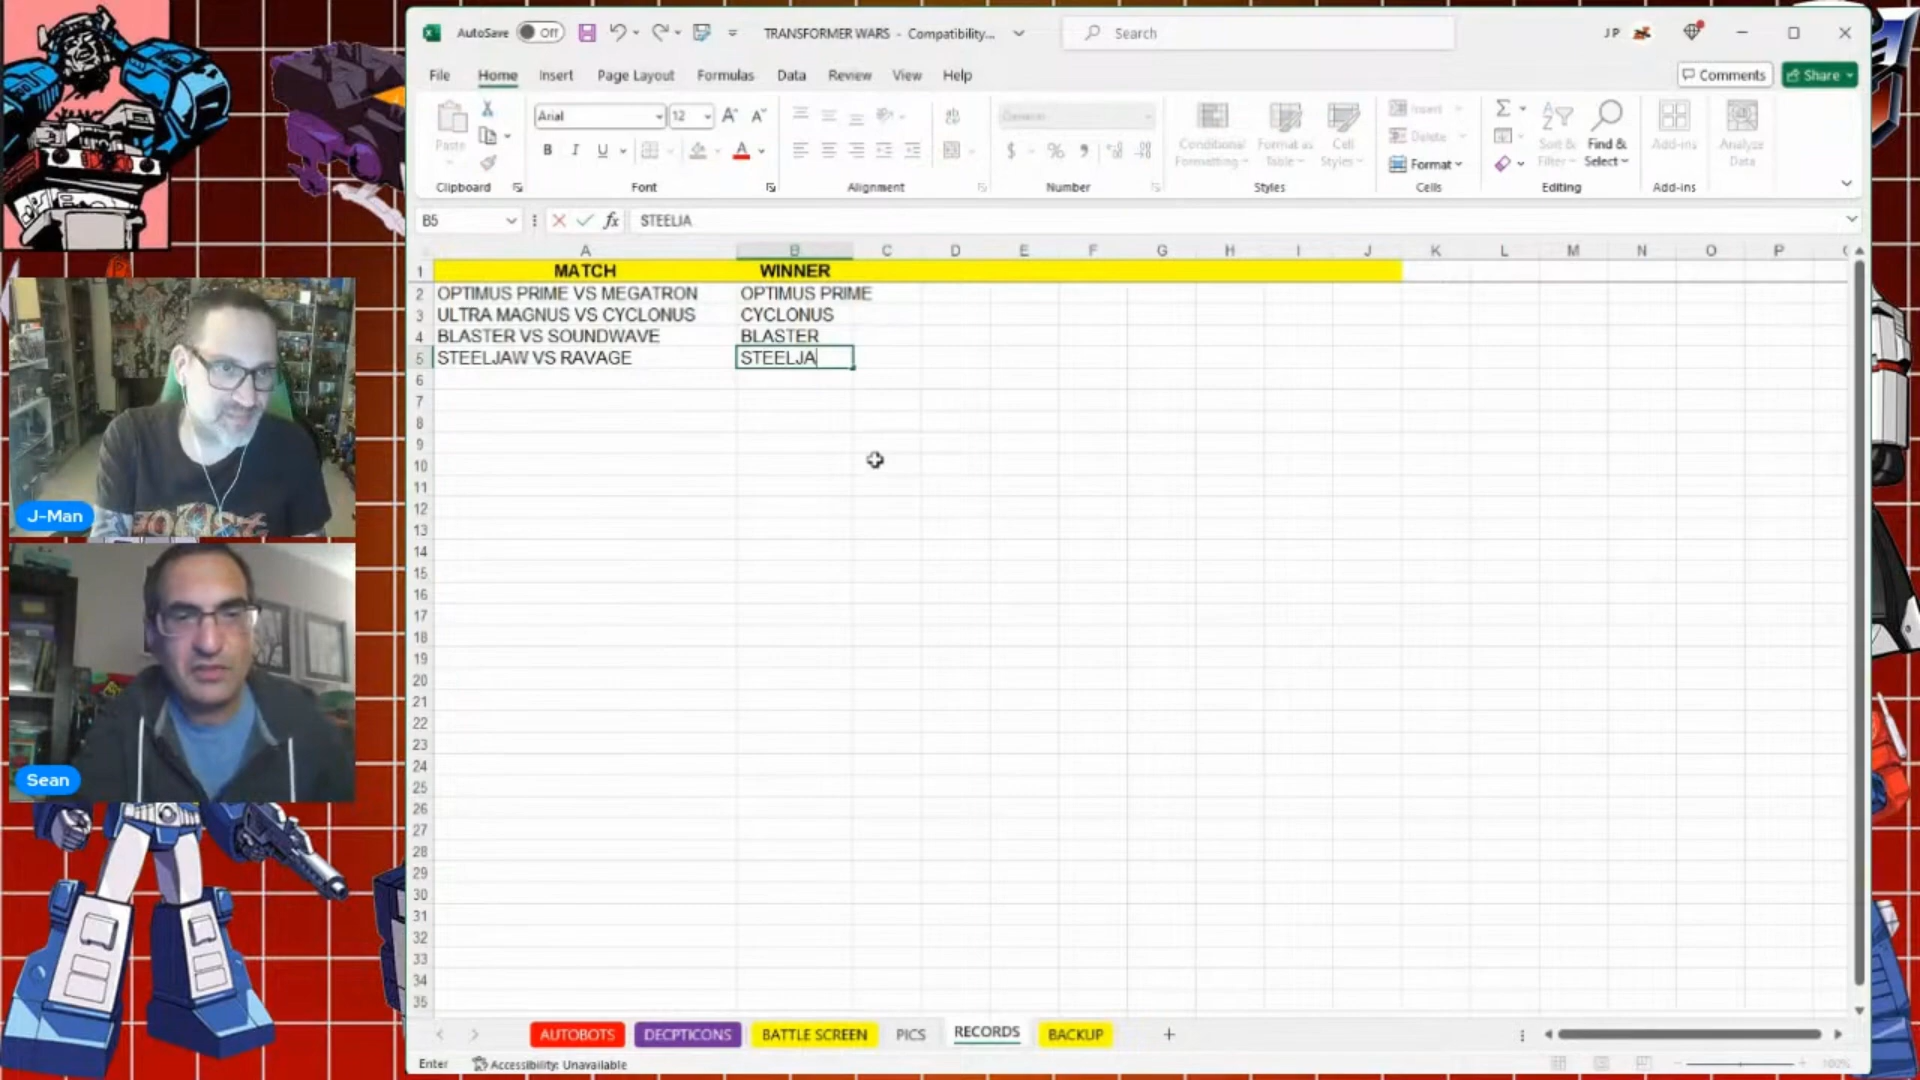 AutoSave Off TRANSFORMER WARS - Compatibility... Search JP
File Home Insert Page Layout Formulas Data Review View Help Comments Share
Paste Arial 12 A A General Conditional Formatting Format as Table Cell Styles Insert Delete Format Sort & Filter Find & Select Add-ins Analyze Data
B I U A $ %
Clipboard Font Alignment Number Styles Cells Editing Add-ins
B5 fx STEELJA
A B C D E F G H I J K L M N O P
1 MATCH WINNER
2 OPTIMUS PRIME VS MEGATRON OPTIMUS PRIME
3 ULTRA MAGNUS VS CYCLONUS CYCLONUS
4 BLASTER VS SOUNDWAVE BLASTER
5 STEELJAW VS RAVAGE STEELJA
6
7
8
9
10
11
12
13
14
15
16
17
18
19
20
21
22
23
24
25
26
27
28
29
30
31
32
33
34
35
J-Man
Sean
AUTOBOTS DECPTICONS BATTLE SCREEN PICS RECORDS BACKUP +
Enter Accessibility: Unavailable 100%